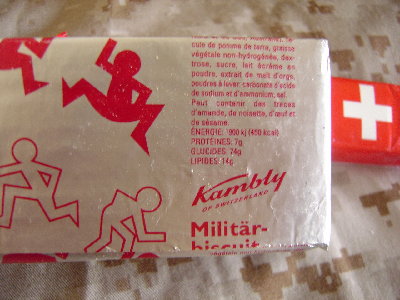 cule de pomme de terre, graisse
végétale non-hydrogénée, dex-
trose, sucre, lait écrémé en
poudre, extrait de malt d'orge,
poudres à lever: carbonate d'acide
de sodium et d'ammonium, sel.
Peut contenir des traces
d'amande, de noisette, d'œuf et
de sésame.
ÉNERGIE: 1900 kj (450 kcal)
PROTÉINES: 7g
GLUCIDES: 74g
LIPIDES: 14g
Kambly
OF SWITZERLAND
Militär-
biscuit